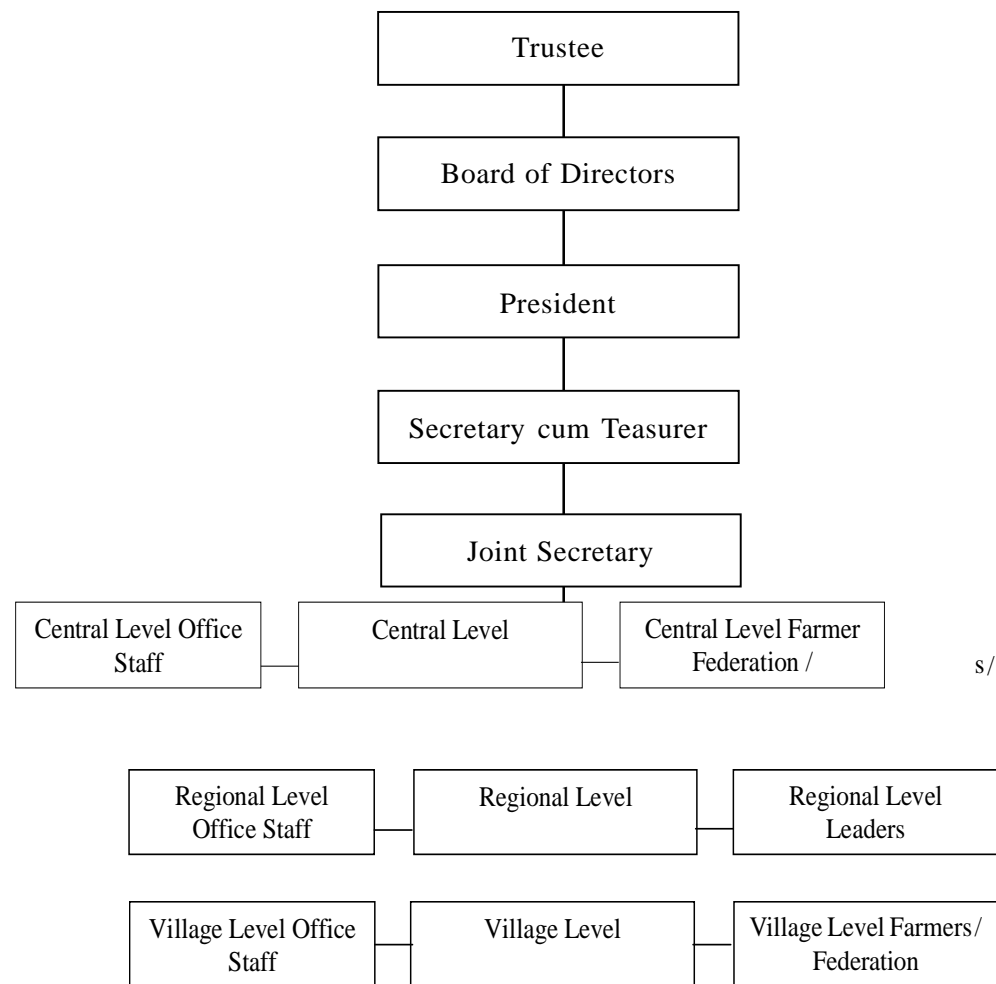 Trustee
Board of Directors
President
Secretary cum Teasurer
Joint Secretary
Central Level Office
Staff
Central Level
Central Level Farmer
Federation /
s/
Regional Level
Office Staff
Regional Level
Regional Level
Leaders
Village Level Office
Staff
Village Level
Village Level Farmers/
Federation